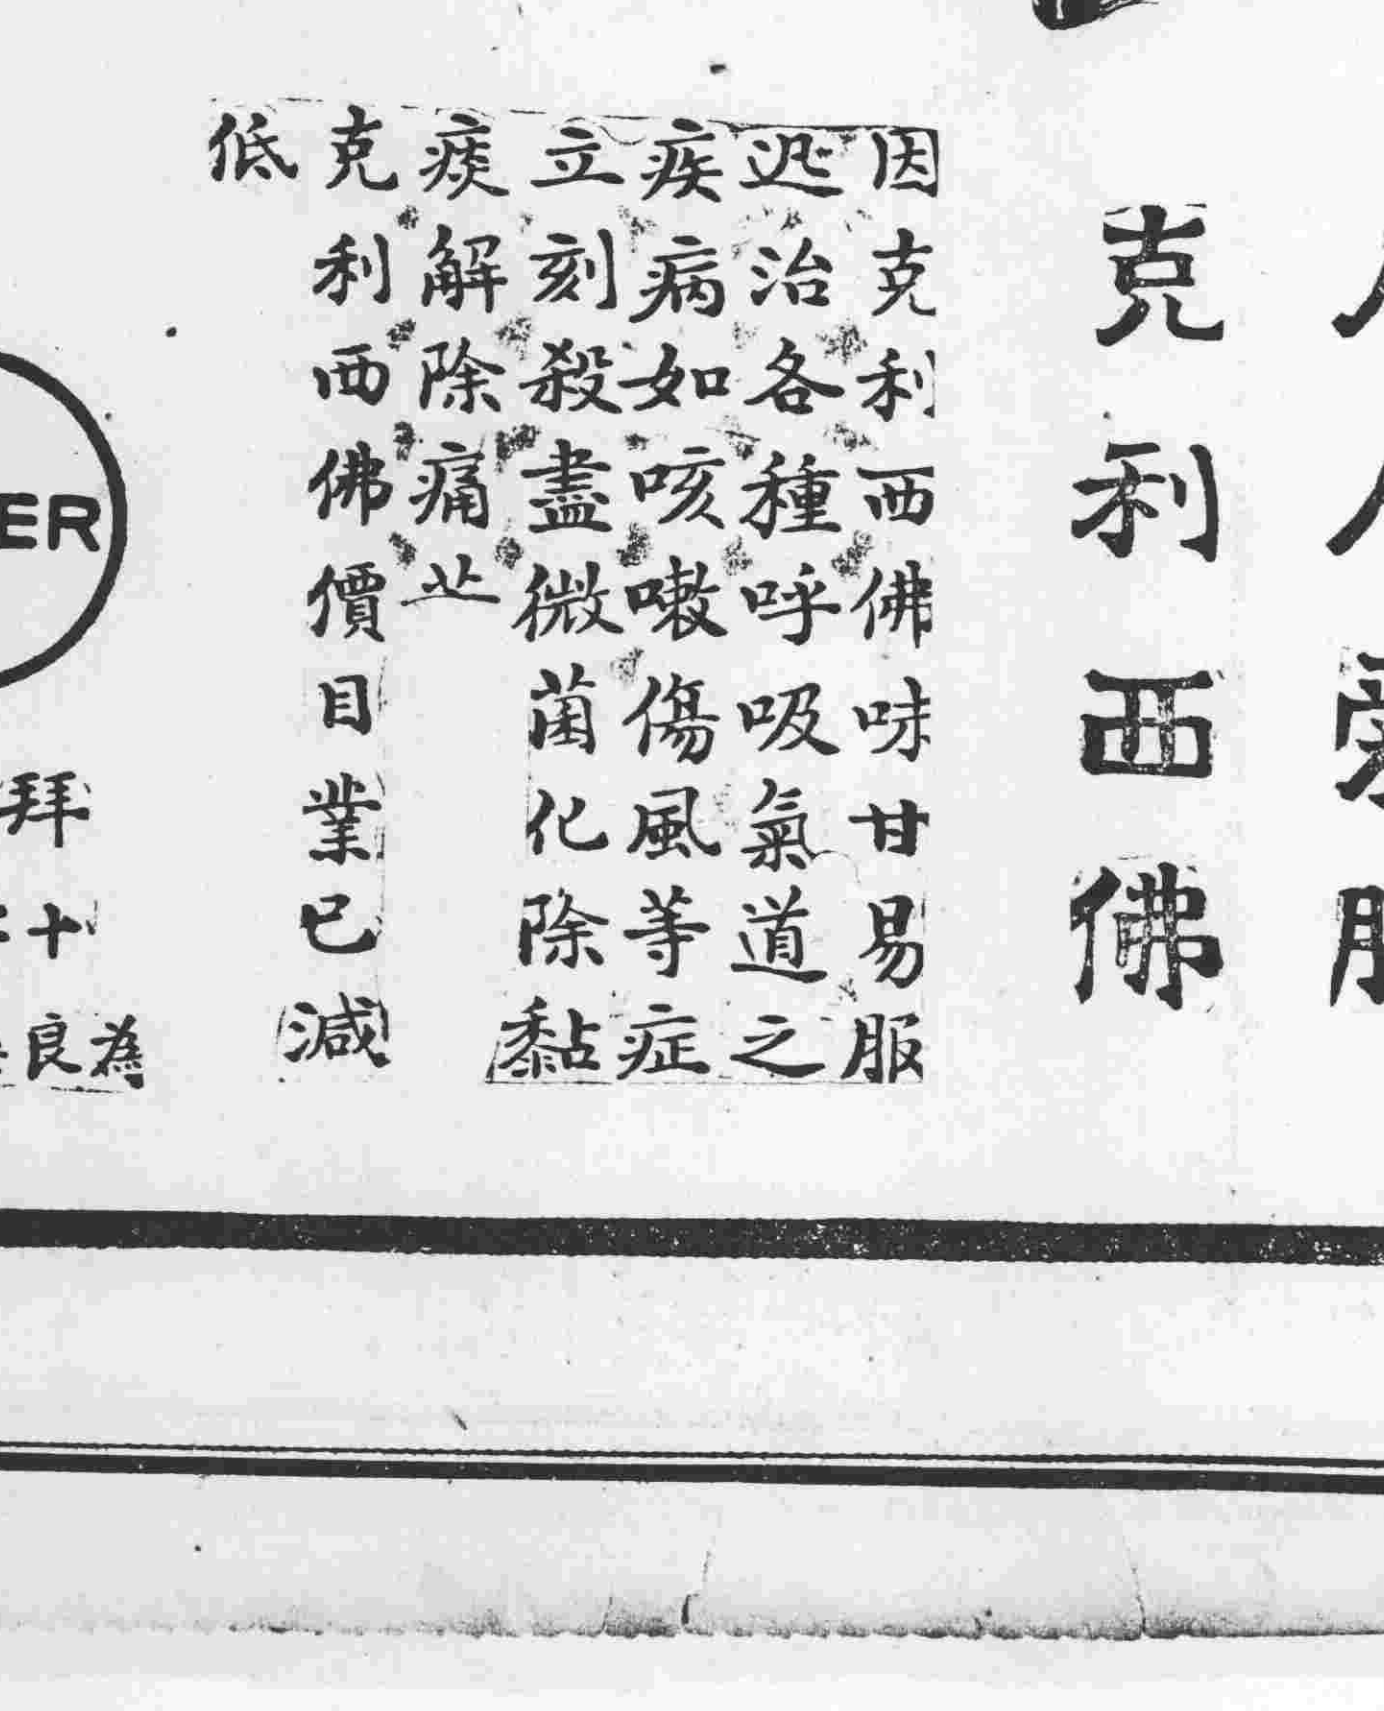 克利西佛
因克利西佛味甘易服
迅治各種呼吸氣道之
疾病如咳嗽傷風等症
立刻殺盡微菌化除黏
痰解除痛
克利西佛價目業已減
低
ER
為
拜
十
良